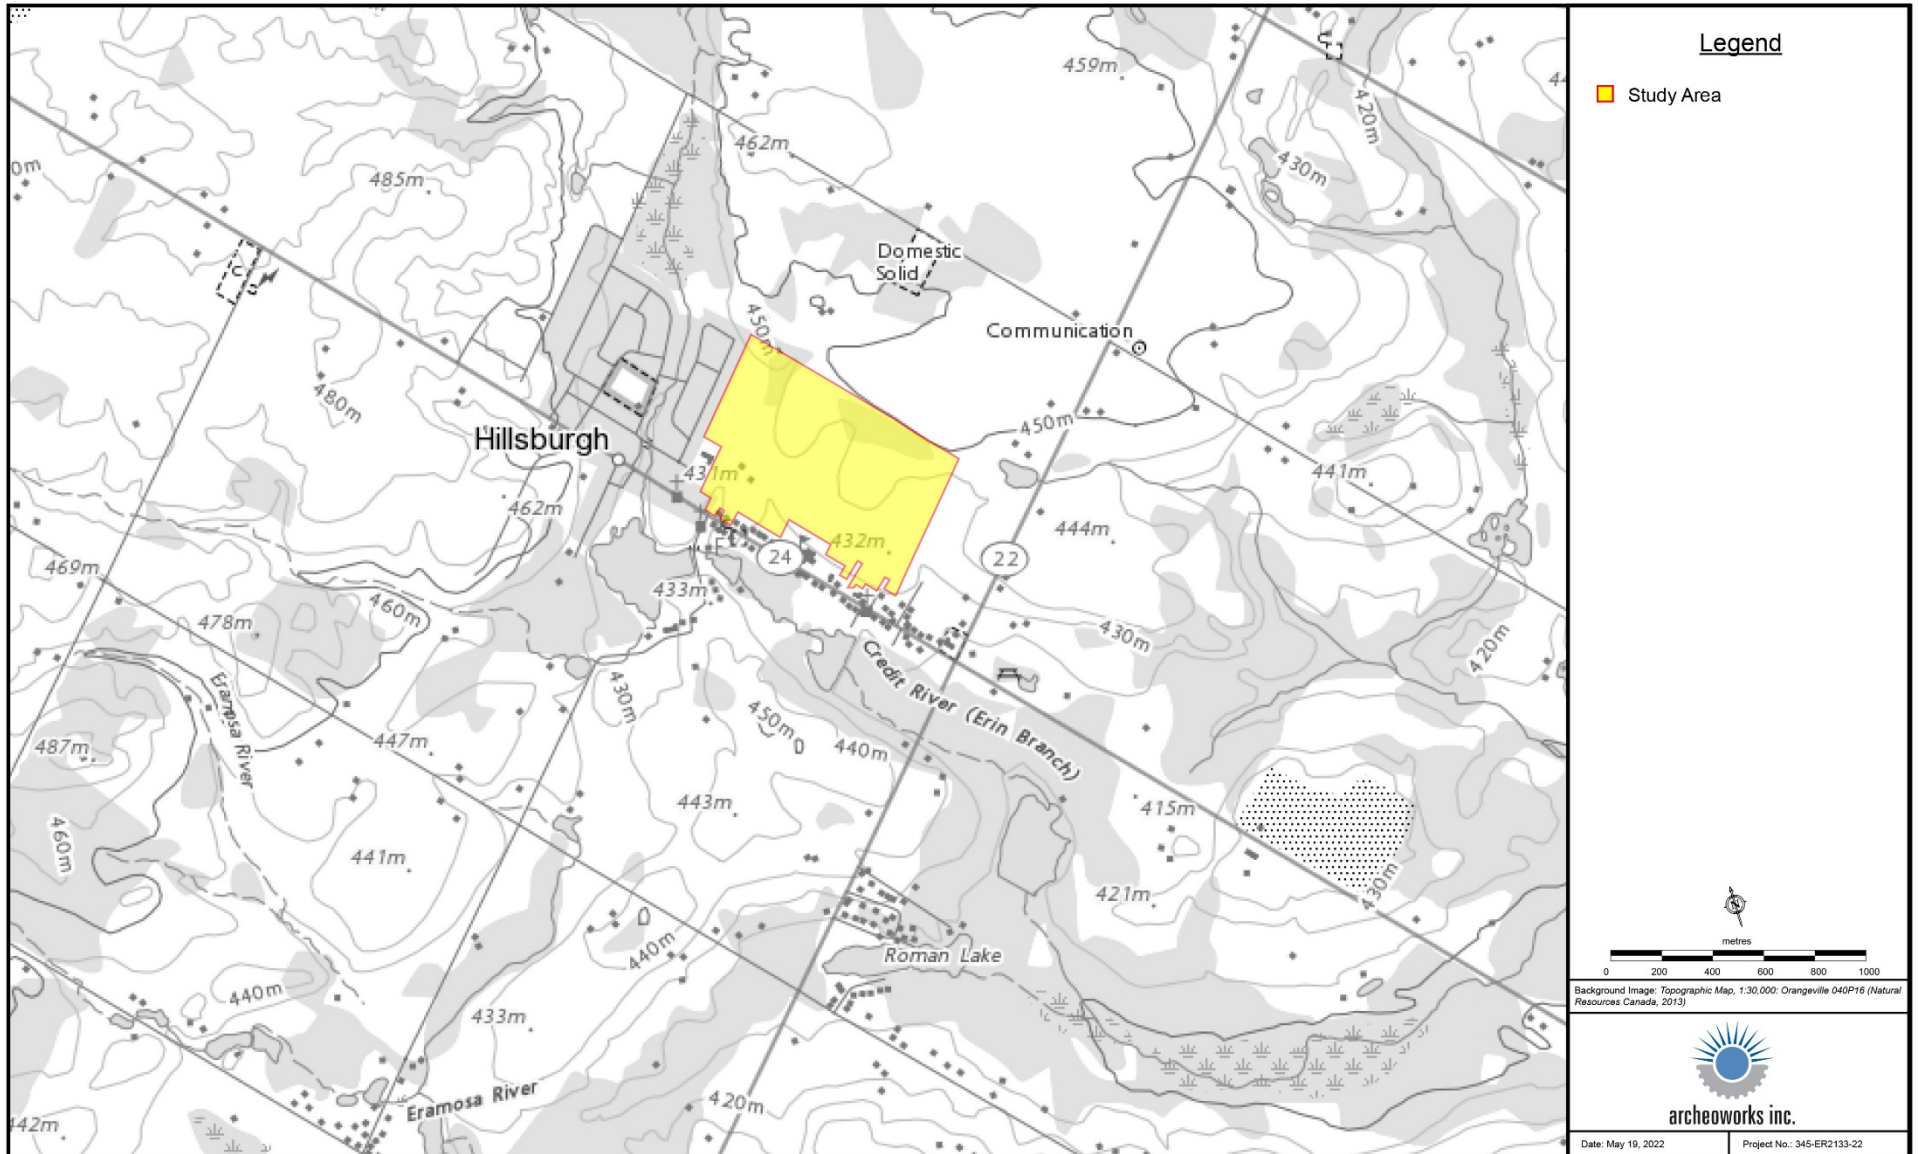 Legend
Study Area
459m
420m
462m
430m
0m
485m
Domestic
Solid
450m
Communication
480m
450m
Hillsburgh
431m
441m
462m
444m
432m
24
22
469m
433m
460m
478m
430m
420m
Credit River (Erin Branch)
Eramosa River
430m
450m
440m
487m
447m
443m
415m
460m
441m
430m
421m
440m
Roman Lake
440m
433m
Eramosa River
420m
442m
N
metres
0 200 400 600 800 1000
Background Image: Topographic Map, 1:30,000: Orangeville 040P16 (Natural
Resources Canada, 2013)
archeoworks inc.
Date: May 19, 2022
Project No.: 345-ER2133-22